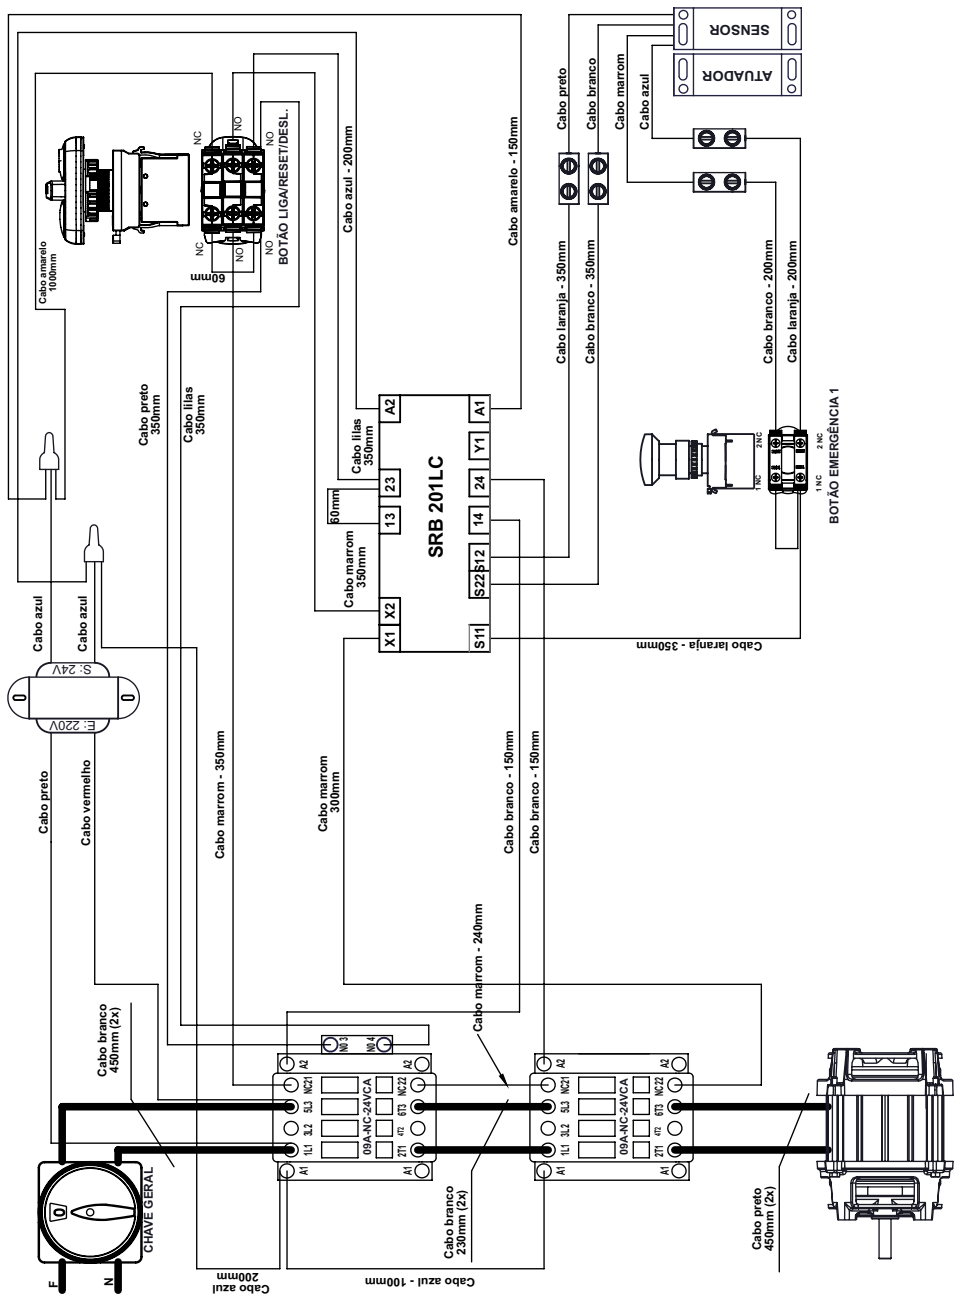 SENSOR
ATUADOR
Cabo preto
Cabo branco
Cabo marrom
Cabo azul
Cabo amarelo - 150mm
Cabo azul - 200mm
NC
NO
NO
BOTÃO LIGA/RESET/DESL.
NC
NO
NO
60mm
Cabo amarelo
1000mm
Cabo preto
350mm
Cabo lilas
350mm
Cabo laranja - 350mm
Cabo branco - 350mm
Cabo branco - 200mm
Cabo laranja - 200mm
BOTÃO EMERGÊNCIA 1
2 NC
2 NC
1 NC
1 NC
Cabo lilas
350mm
60mm
Cabo marrom
350mm
SRB 201LC
A2
23
13
X2
X1
A1
Y1
24
14
S12
S22
S11
Cabo laranja - 350mm
Cabo azul
Cabo azul
S: 24V
E: 220V
Cabo preto
Cabo vermelho
Cabo marrom - 350mm
Cabo marrom
300mm
Cabo branco - 150mm
Cabo branco - 150mm
Cabo marrom - 240mm
Cabo branco
450mm (2x)
NO3
NO4
A2
A2
NC21
NC22
5L3
6T3
3L2
4T2
1L1
2T1
09A-NC-24VCA
A1
A1
A2
A2
NC21
NC22
5L3
6T3
3L2
4T2
1L1
2T1
09A-NC-24VCA
A1
A1
O
CHAVE GERAL
F
N
Cabo azul
200mm
Cabo azul - 100mm
Cabo branco
230mm (2x)
Cabo preto
450mm (2x)